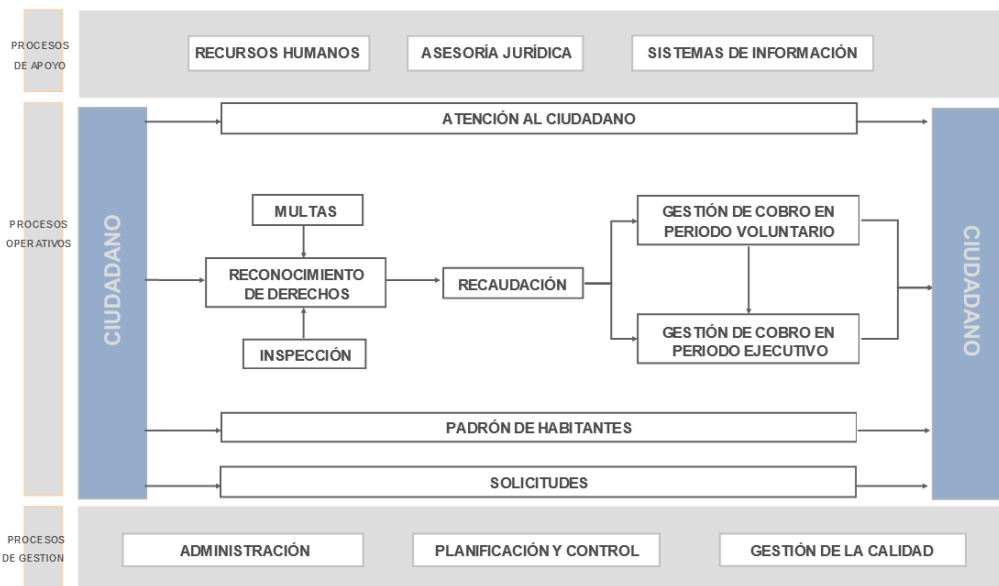 PROCESOS
DE APOYO
RECURSOS HUMANOS
ASESORÍA JURÍDICA
SISTEMAS DE INFORMACIÓN
PROCESOS
OPERATIVOS
CIUDADANO
ATENCIÓN AL CIUDADANO
MULTAS
RECONOCIMIENTO
DE DERECHOS
INSPECCIÓN
RECAUDACIÓN
GESTIÓN DE COBRO EN
PERIODO VOLUNTARIO
GESTIÓN DE COBRO EN
PERIODO EJECUTIVO
PADRÓN DE HABITANTES
SOLICITUDES
CIUDADANO
PROCESOS
DE GESTION
ADMINISTRACIÓN
PLANIFICACIÓN Y CONTROL
GESTIÓN DE LA CALIDAD